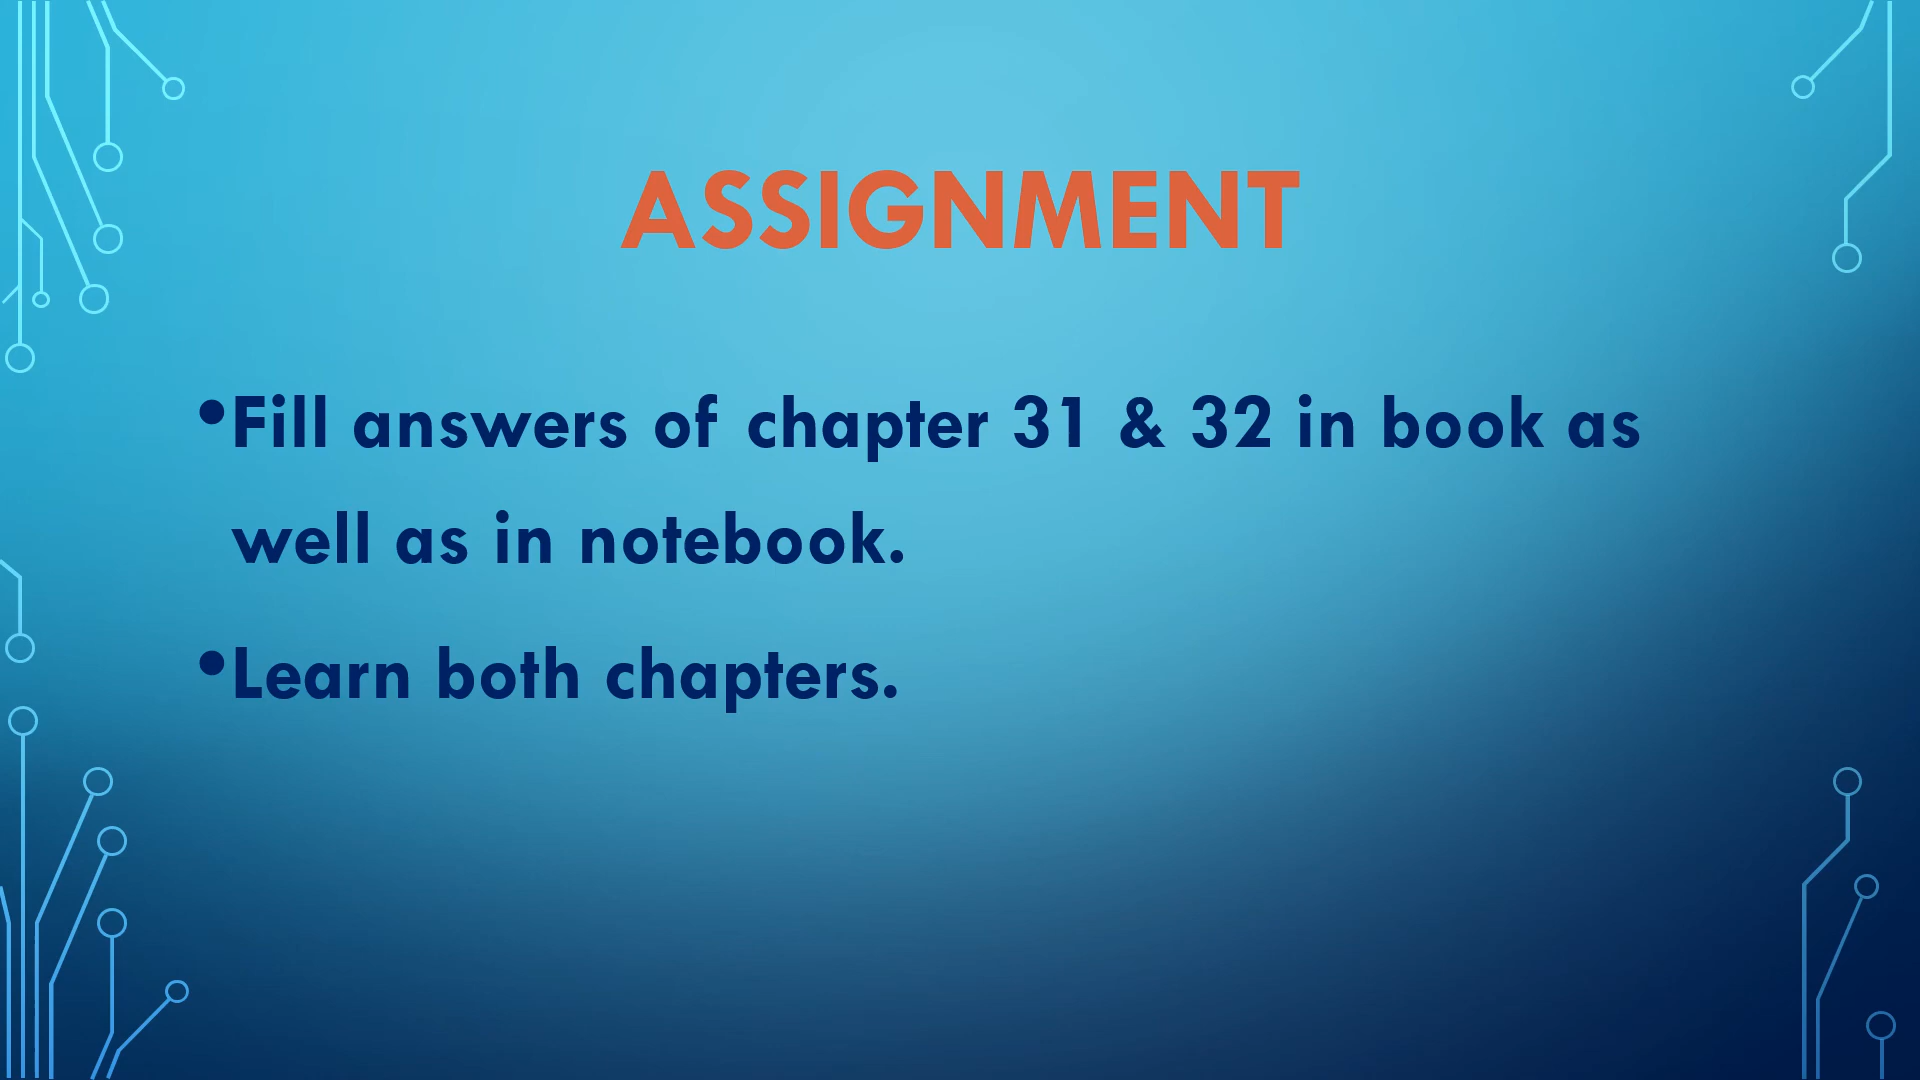 ASSIGNMENT
•Fill answers of chapter 31 & 32 in book as
well as in notebook.
•Learn both chapters.